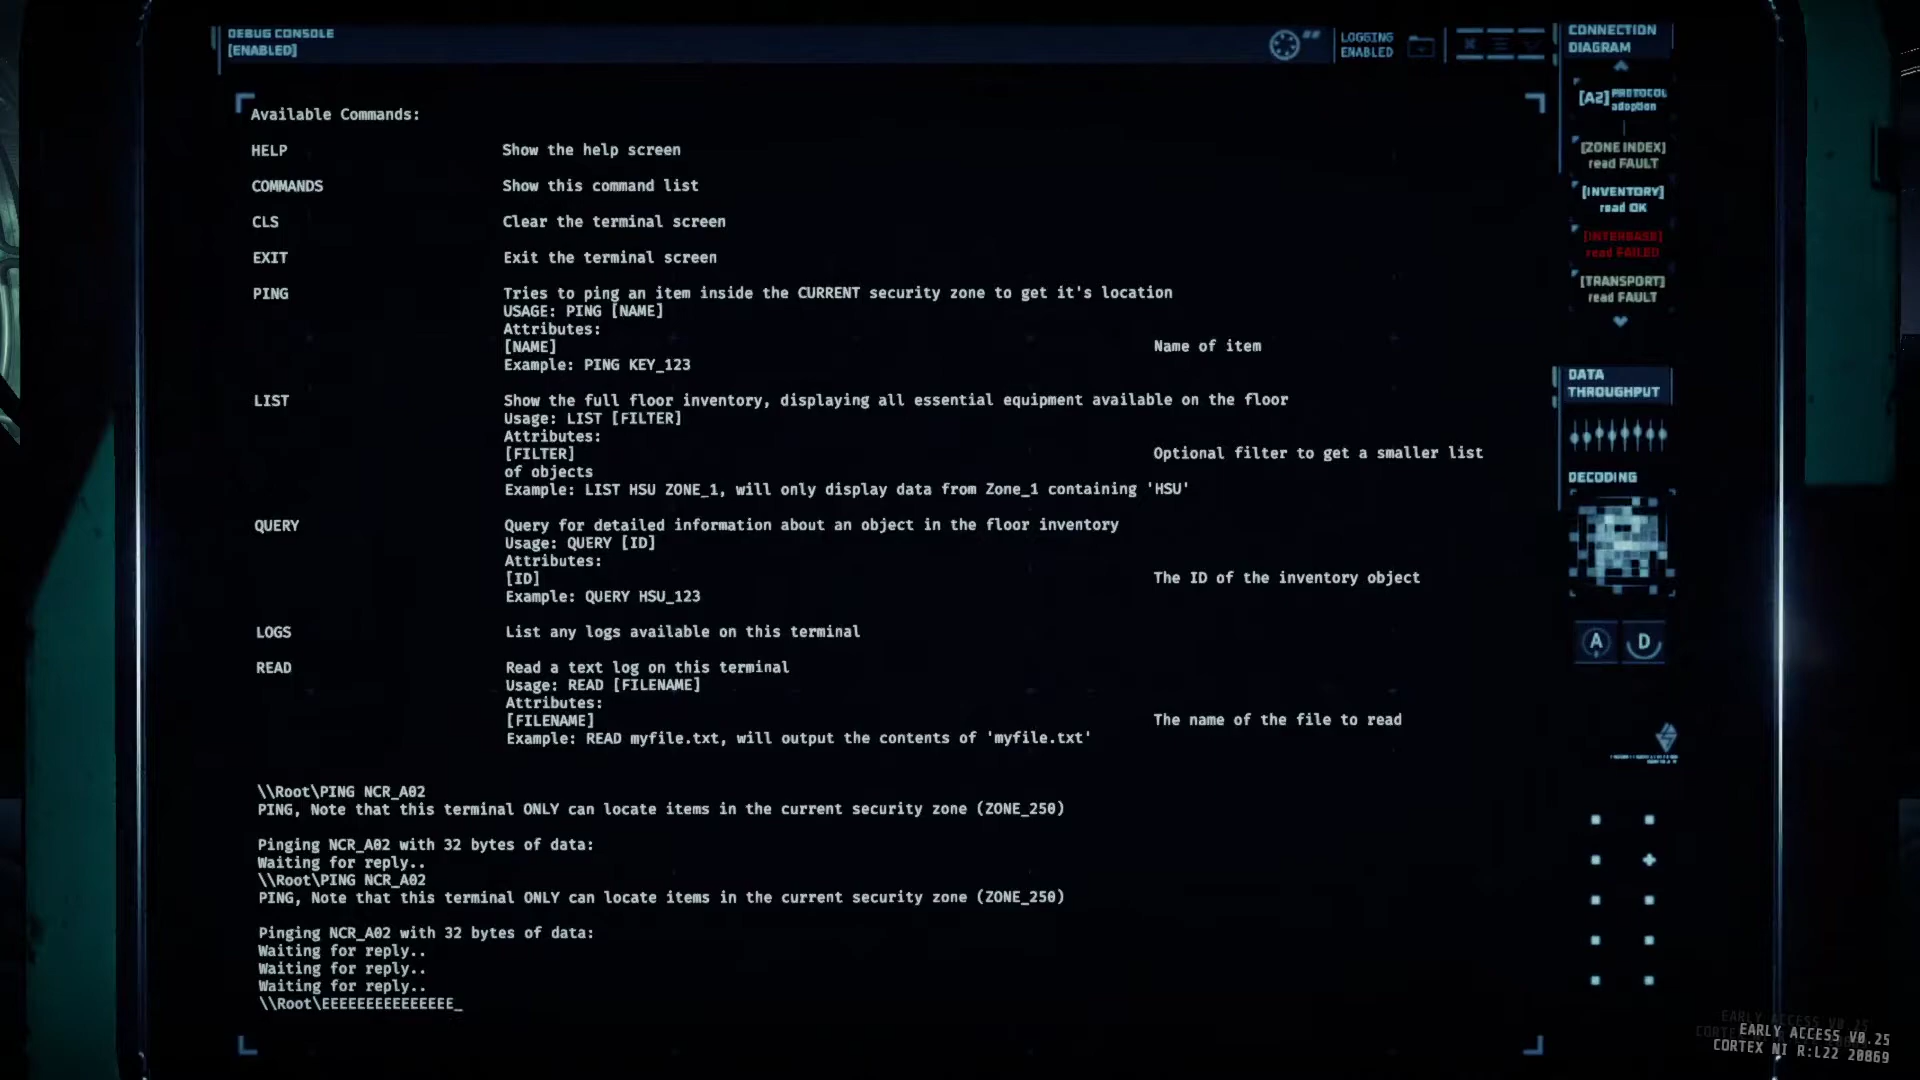 DEBUG CONSOLE
[ENABLED]
LOGGING
ENABLED
Available Commands:
HELP Show the help screen
COMMANDS Show this command list
CLS Clear the terminal screen
EXIT Exit the terminal screen
PING Tries to ping an item inside the CURRENT security zone to get it's location
USAGE: PING [NAME]
Attributes:
[NAME] Name of item
Example: PING KEY_123
LIST Show the full floor inventory, displaying all essential equipment available on the floor
Usage: LIST [FILTER]
Attributes:
[FILTER] Optional filter to get a smaller list
of objects
Example: LIST HSU ZONE_1, will only display data from Zone_1 containing 'HSU'
QUERY Query for detailed information about an object in the floor inventory
Usage: QUERY [ID]
Attributes:
[ID] The ID of the inventory object
Example: QUERY HSU_123
LOGS List any logs available on this terminal
READ Read a text log on this terminal
Usage: READ [FILENAME]
Attributes:
[FILENAME] The name of the file to read
Example: READ myfile.txt, will output the contents of 'myfile.txt'
\\Root\PING NCR_A02
PING, Note that this terminal ONLY can locate items in the current security zone (ZONE_250)
Pinging NCR_A02 with 32 bytes of data:
Waiting for reply..
\\Root\PING NCR_A02
PING, Note that this terminal ONLY can locate items in the current security zone (ZONE_250)
Pinging NCR_A02 with 32 bytes of data:
Waiting for reply..
Waiting for reply..
Waiting for reply..
\\Root\EEEEEEEEEEEEEEE_
CONNECTION
DIAGRAM
[A2] PROTOCOL
adoption
[ZONE INDEX]
read FAULT
[INVENTORY]
read OK
[INTERBASE]
read FAILED
[TRANSPORT]
read FAULT
DATA
THROUGHPUT
DECODING
A D
EARLY ACCESS V0.25
CORTEX NI R:L22 20869